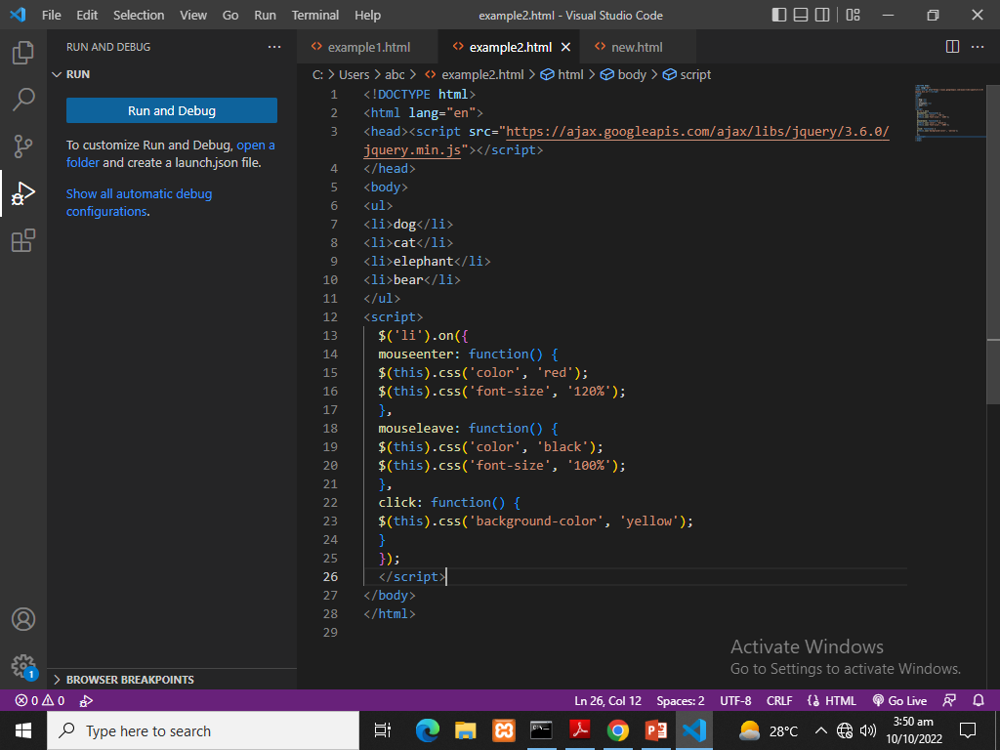 File Edit Selection View Go Run Terminal Help example2.html - Visual Studio Code
RUN AND DEBUG
RUN
Run and Debug
To customize Run and Debug, open a
folder and create a launch.json file.
Show all automatic debug
configurations.
BROWSER BREAKPOINTS
1
example1.html example2.html new.html
C: > Users > abc > example2.html > html > body > script
1 <!DOCTYPE html>
2 <html lang="en">
3 <head><script src="https://ajax.googleapis.com/ajax/libs/jquery/3.6.0/
jquery.min.js"></script>
4 </head>
5 <body>
6 <ul>
7 <li>dog</li>
8 <li>cat</li>
9 <li>elephant</li>
10 <li>bear</li>
11 </ul>
12 <script>
13 $('li').on({
14 mouseenter: function() {
15 $(this).css('color', 'red');
16 $(this).css('font-size', '120%');
17 },
18 mouseleave: function() {
19 $(this).css('color', 'black');
20 $(this).css('font-size', '100%');
21 },
22 click: function() {
23 $(this).css('background-color', 'yellow');
24 }
25 });
26 </script>
27 </body>
28 </html>
29
Activate Windows
Go to Settings to activate Windows.
0 0 Ln 26, Col 12 Spaces: 2 UTF-8 CRLF HTML Go Live
Type here to search
28°C
3:50 am
10/10/2022